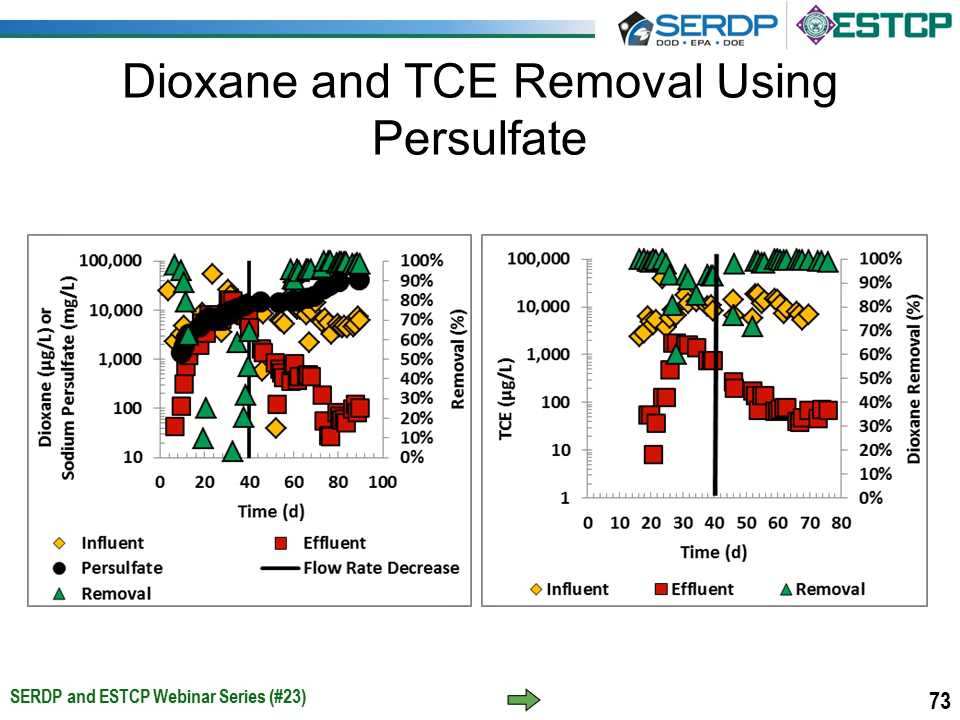 SERDP
DOD • EPA • DOE
ESTCP
Dioxane and TCE Removal Using
Persulfate
Dioxane (µg/L) or
Sodium Persulfate (mg/L)
100,000
10,000
1,000
100
10
100%
90%
80%
70%
60%
50%
40%
30%
20%
10%
0%
Removal (%)
0 20 40 60 80 100
Time (d)
Influent
Effluent
Persulfate
Flow Rate Decrease
Removal
TCE (µg/L)
100,000
10,000
1,000
100
10
1
100%
90%
80%
70%
60%
50%
40%
30%
20%
10%
0%
Dioxane Removal (%)
0 10 20 30 40 50 60 70 80
Time (d)
Influent Effluent Removal
SERDP and ESTCP Webinar Series (#23)
73